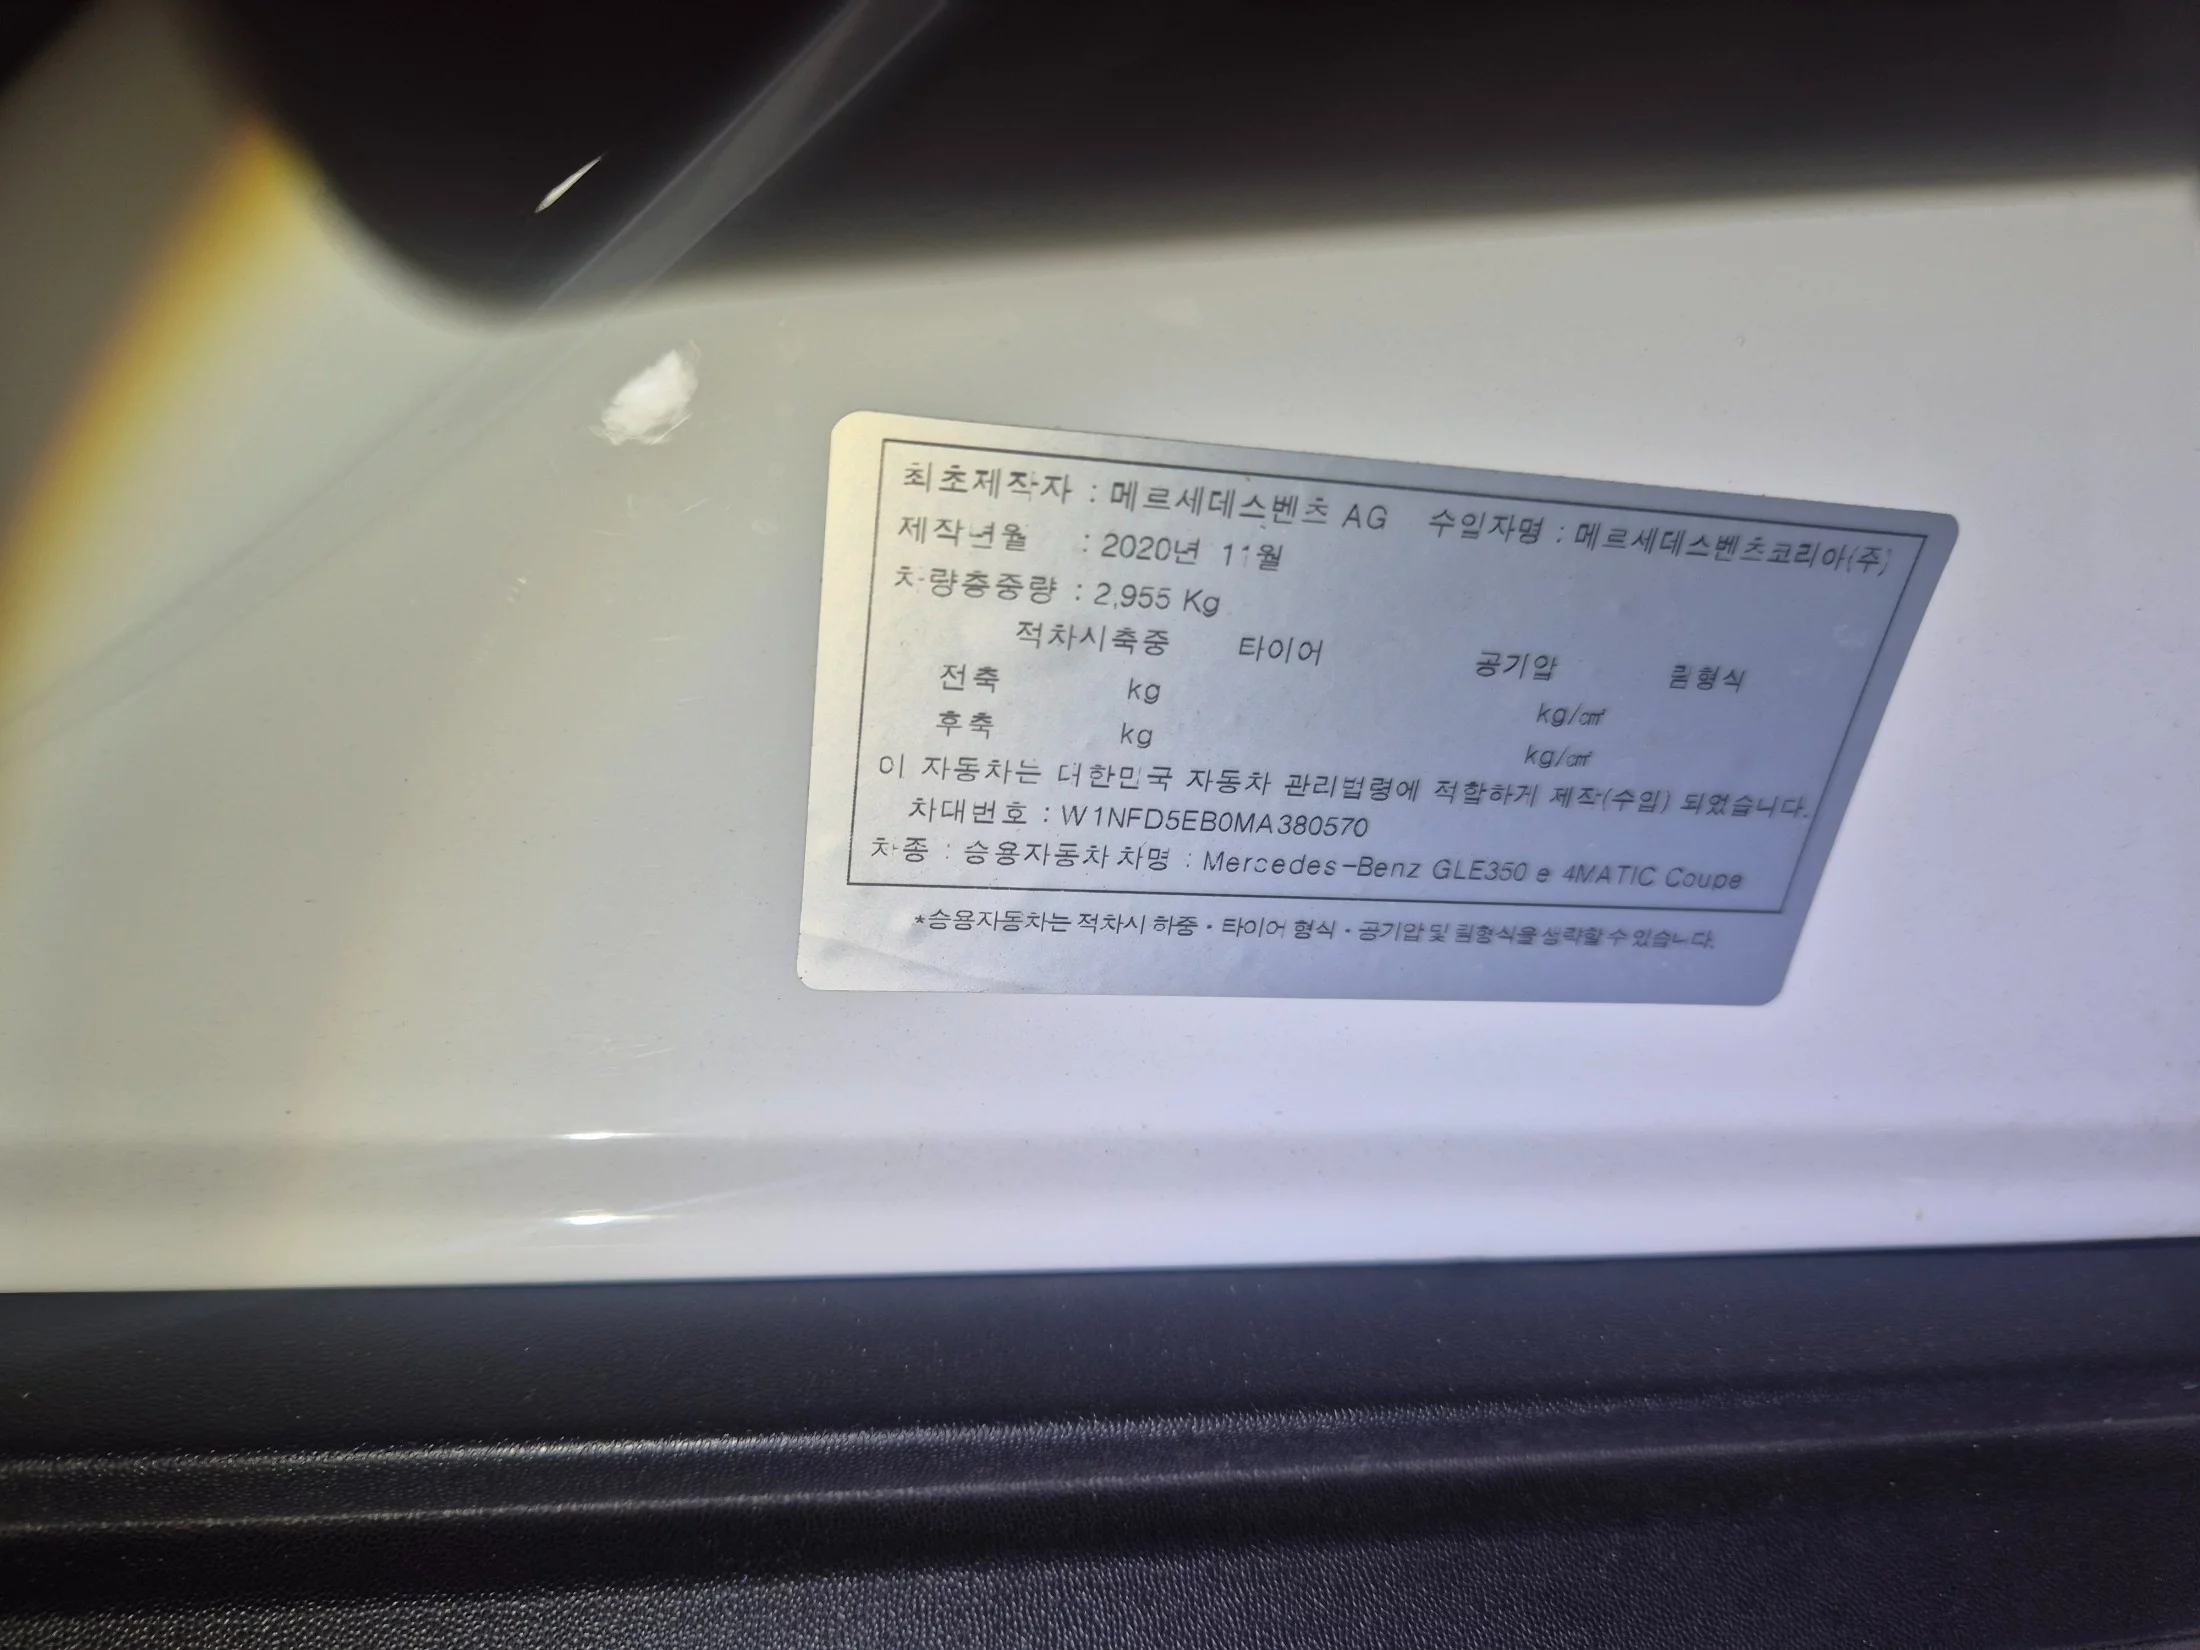 최초제작자 : 메르세데스벤츠 AG 수입자명 : 메르세데스벤츠코리아(주)
제작년월 : 2020년 11월
차량총중량 : 2,955 Kg
적차시축중 타이어 공기압 림형식
전축 kg kg/㎠
후축 kg kg/㎠
이 자동차는 대한민국 자동차 관리법령에 적합하게 제작(수입) 되었습니다.
차대번호 : W1NFD5EB0MA380570
차종 : 승용자동차 차명 : Mercedes-Benz GLE350 e 4MATIC Coupe
*승용자동차는 적차시 하중·타이어 형식·공기압 및 림형식을 생략할 수 있습니다.